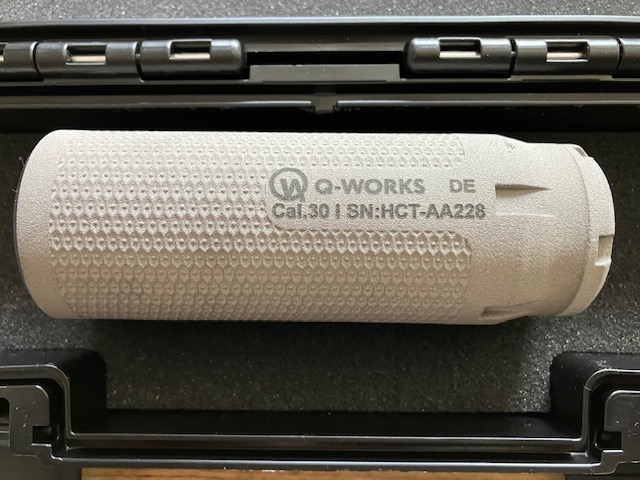 Q-WORKS DE
Cal.30 I SN:HCT-AA228